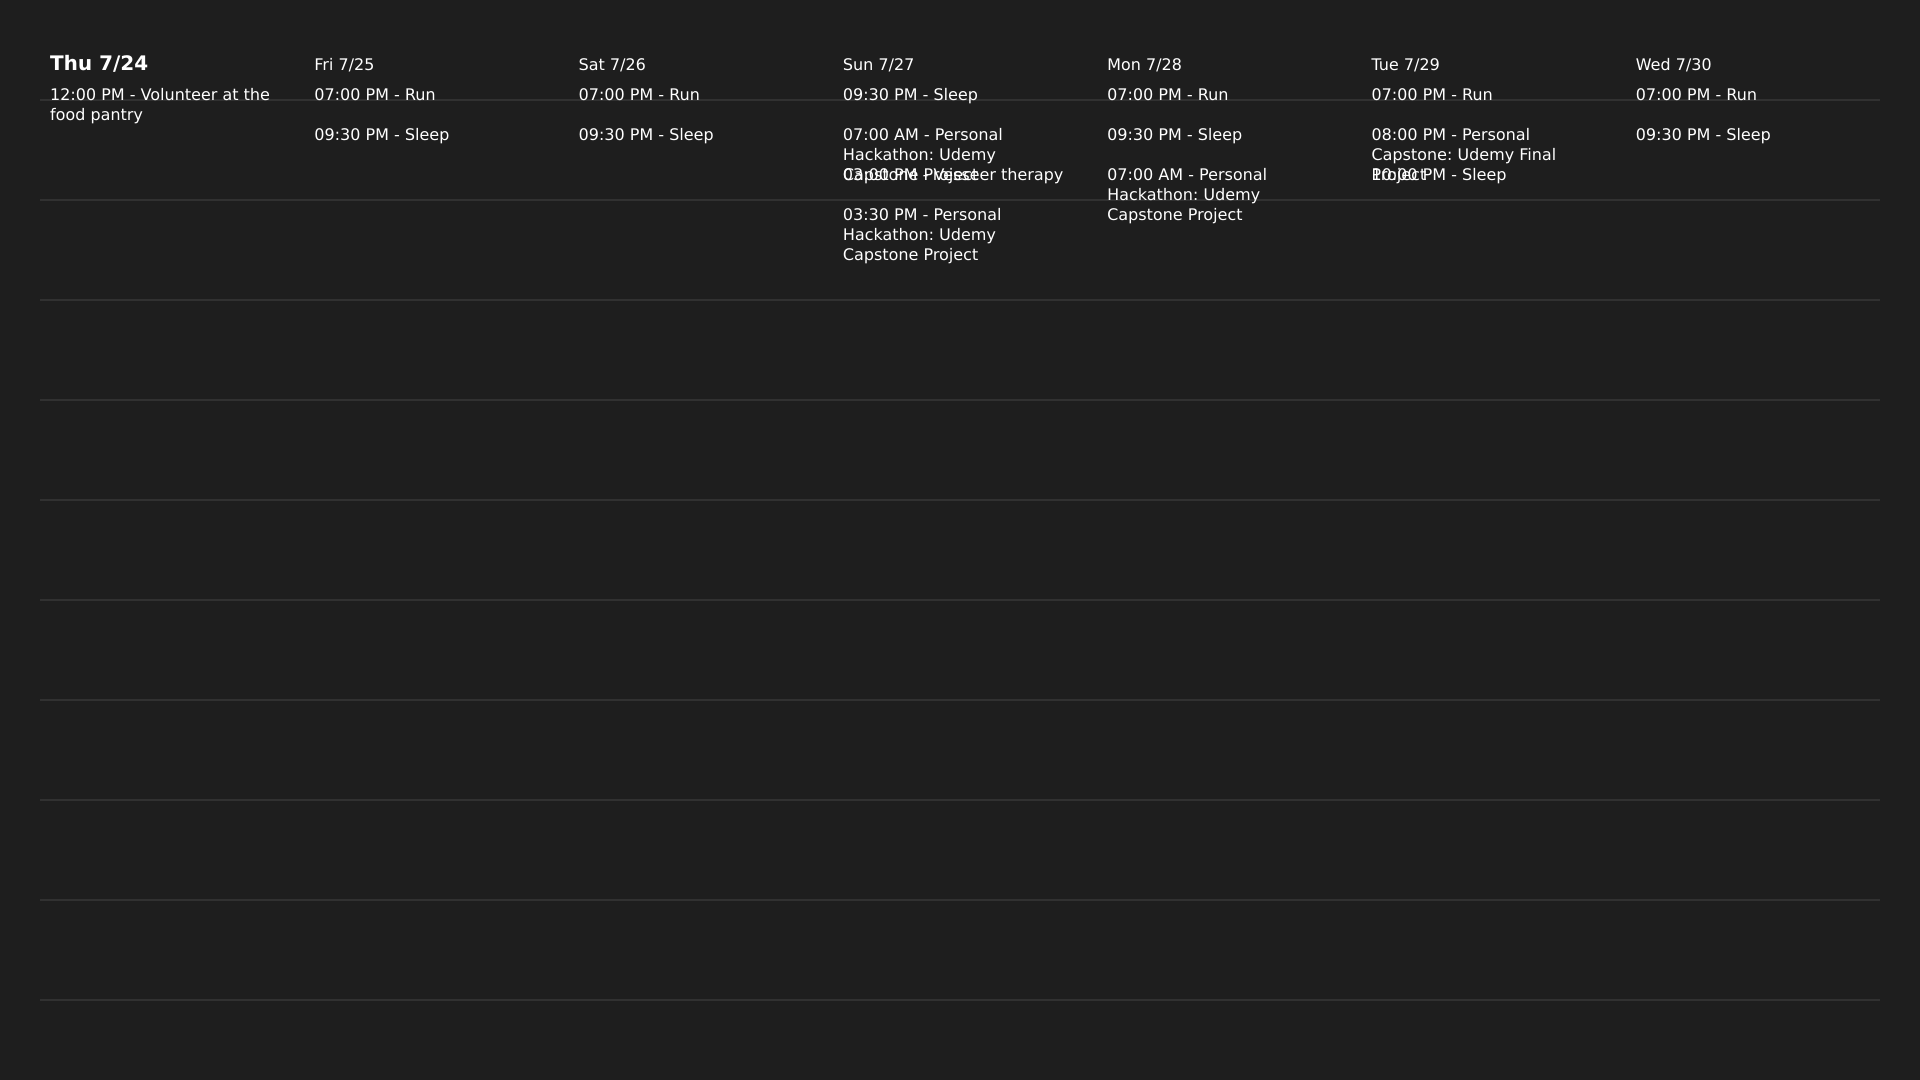 Thu 7/24
12:00 PM - Volunteer at the
food pantry
Fri 7/25
07:00 PM - Run
09:30 PM - Sleep
Sat 7/26
07:00 PM - Run
09:30 PM - Sleep
Sun 7/27
09:30 PM - Sleep
07:00 AM - Personal
Hackathon: Udemy
Capstone Project
03:00 PM - therapy
03:30 PM - Personal
Hackathon: Udemy
Capstone Project
Mon 7/28
07:00 PM - Run
09:30 PM - Sleep
07:00 AM - Personal
Hackathon: Udemy
Capstone Project
Tue 7/29
07:00 PM - Run
08:00 PM - Personal
Capstone: Udemy Final
Project
10:00 PM - Sleep
Wed 7/30
07:00 PM - Run
09:30 PM - Sleep